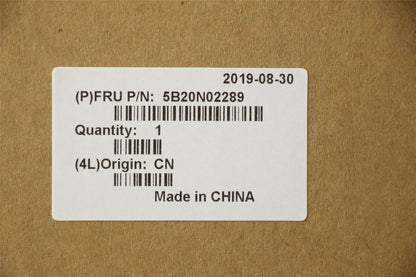 2019-08-30
(P)FRU P/N: 5B20N02289
Quantity: 1
(4L)Origin: CN
Made in CHINA